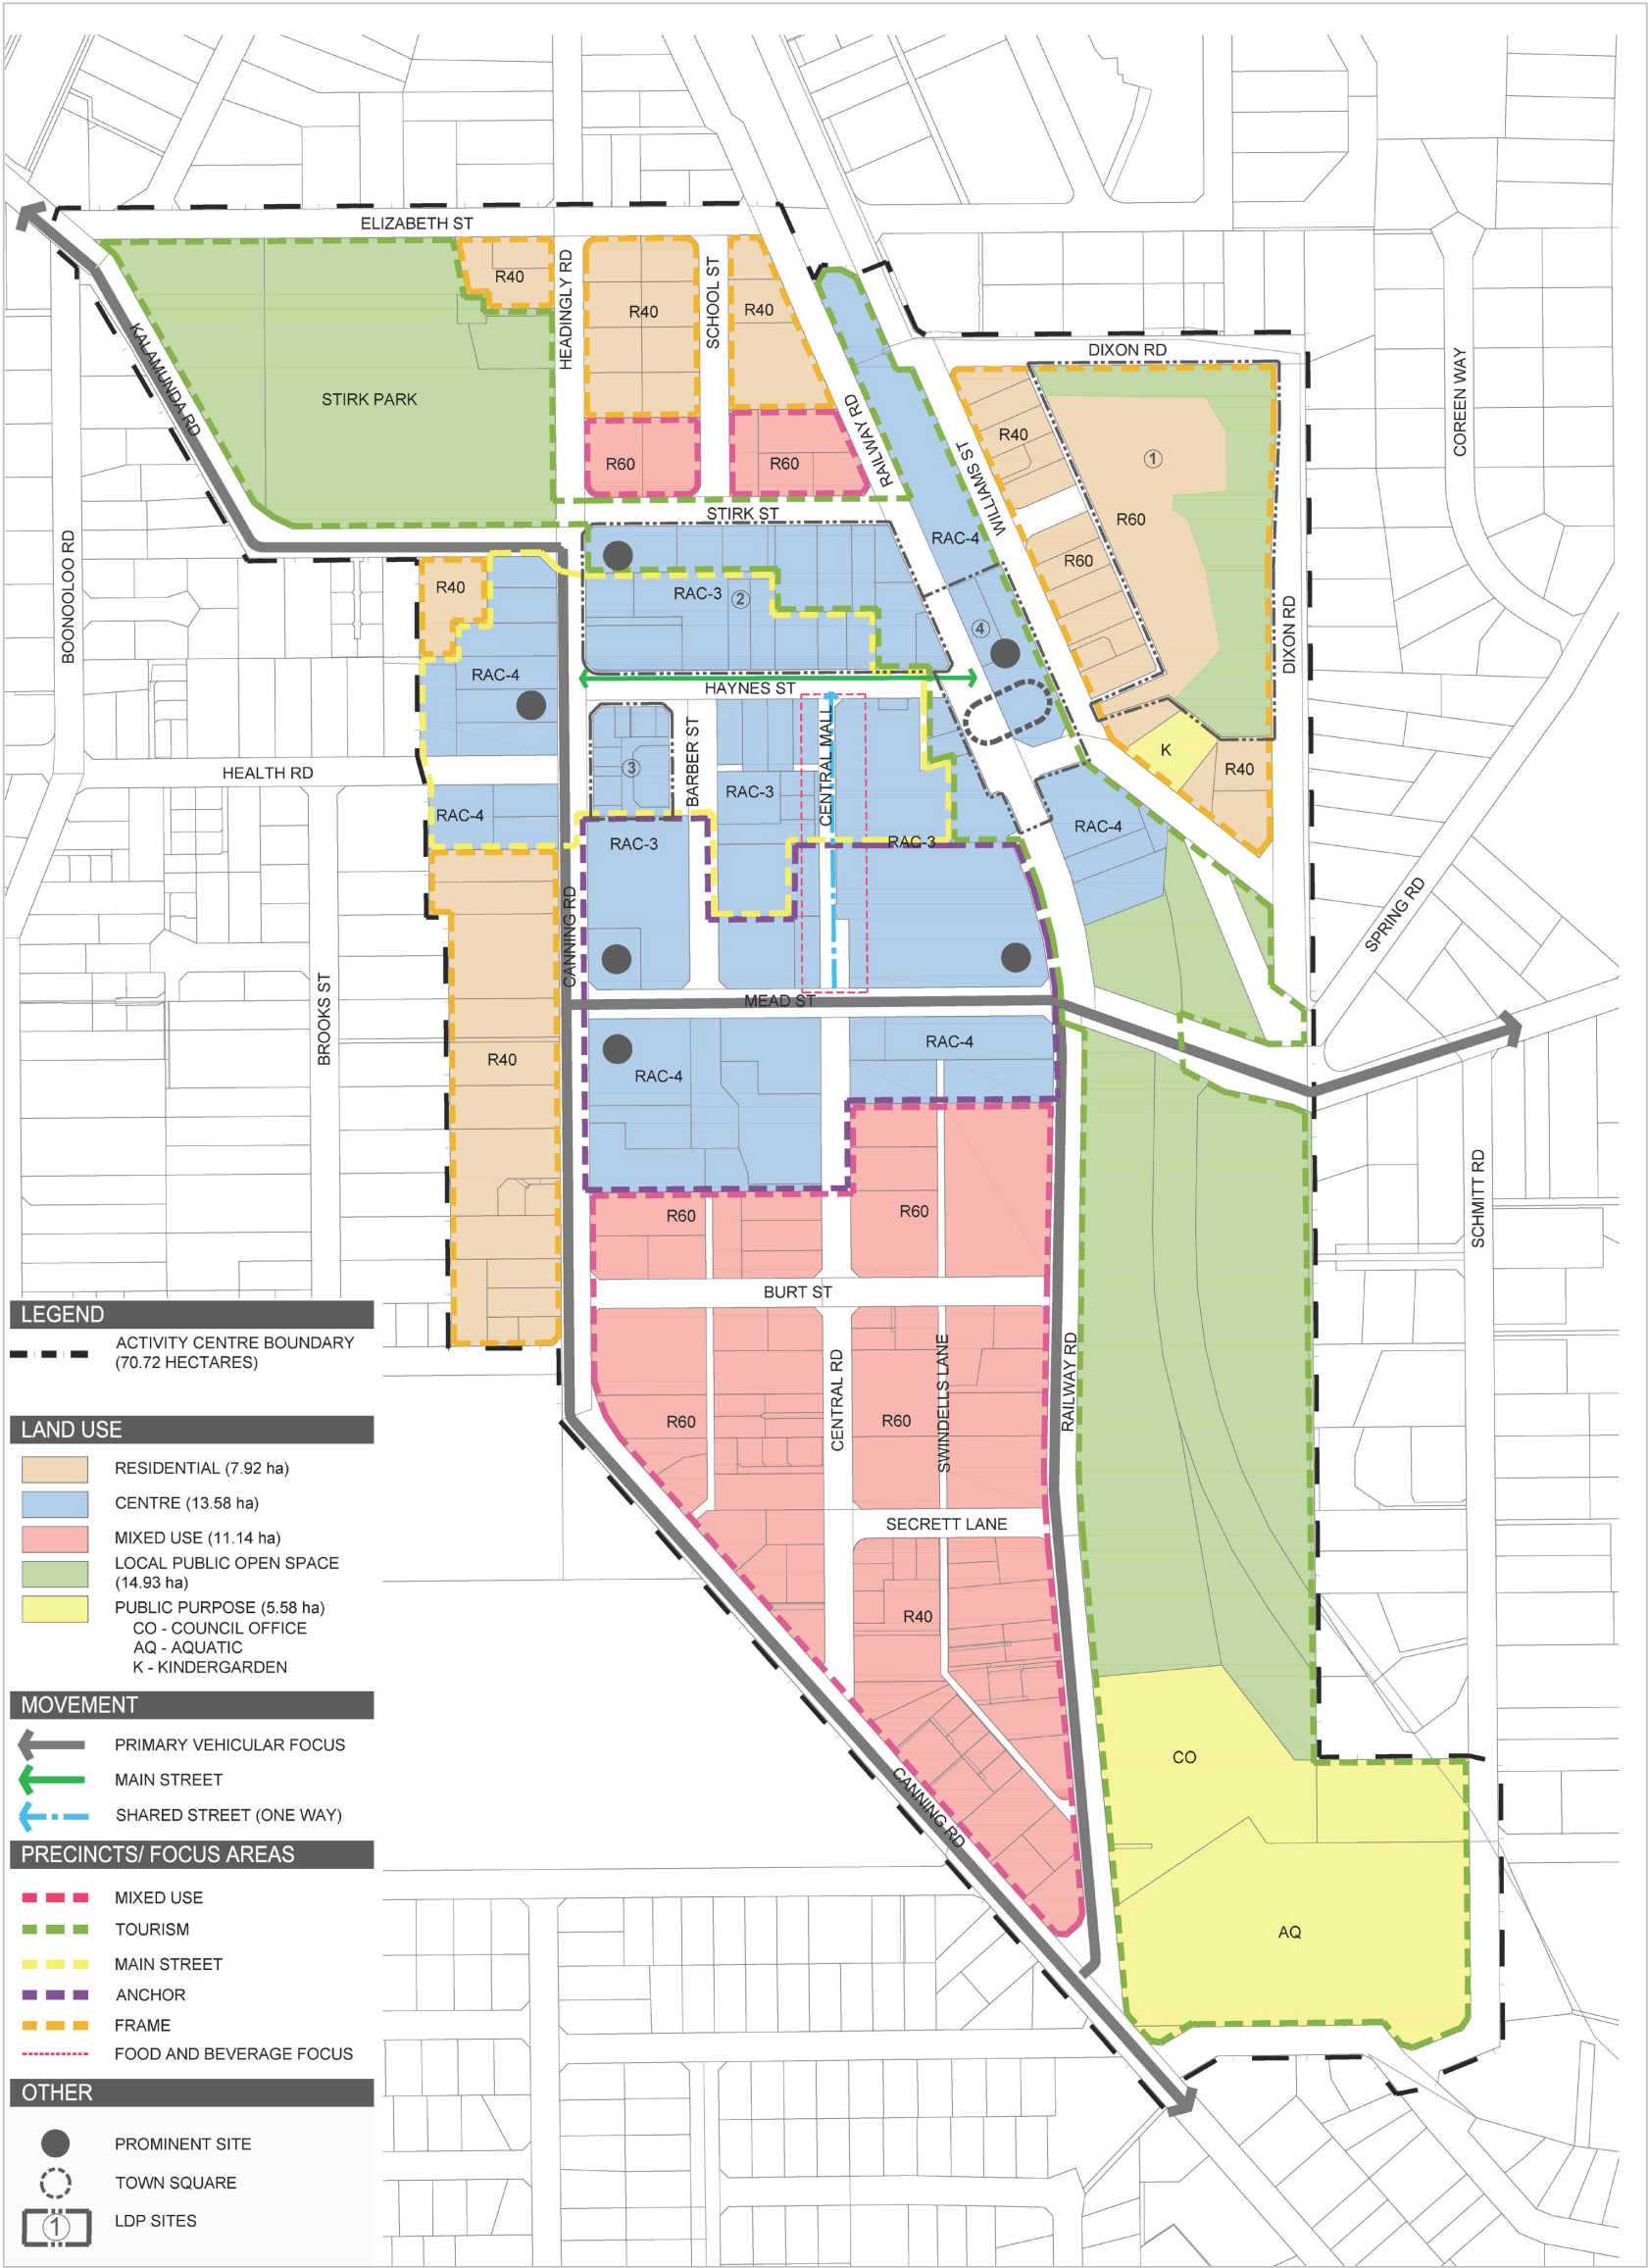 ELIZABETH ST
HEADINGLY RD
SCHOOL ST
R40
R40
R40
KALAMUNDA RD
STIRK PARK
RAILWAY RD
DIXON RD
COREEN WAY
R60
R60
WILLIAMS ST
R40
1
R60
STIRK ST
RAC-4
BOONOOLOO RD
R40
RAC-3
2
R60
4
DIXON RD
RAC-4
HAYNES ST
HEALTH RD
3
BARBER ST
RAC-3
CENTRAL MALL
K
R40
RAC-4
RAC-3
RAC-3
RAC-4
CANNING RD
SPRING RD
BROOKS ST
MEAD ST
R40
RAC-4
RAC-4
R60
R60
SCHMITT RD
BURT ST
R60
CENTRAL RD
R60
SWINDELLS LANE
RAILWAY RD
SECRETT LANE
R40
CO
CANNING RD
AQ
LEGEND
ACTIVITY CENTRE BOUNDARY
(70.72 HECTARES)
LAND USE
RESIDENTIAL (7.92 ha)
CENTRE (13.58 ha)
MIXED USE (11.14 ha)
LOCAL PUBLIC OPEN SPACE
(14.93 ha)
PUBLIC PURPOSE (5.58 ha)
CO - COUNCIL OFFICE
AQ - AQUATIC
K - KINDERGARDEN
MOVEMENT
PRIMARY VEHICULAR FOCUS
MAIN STREET
SHARED STREET (ONE WAY)
PRECINCTS/ FOCUS AREAS
MIXED USE
TOURISM
MAIN STREET
ANCHOR
FRAME
FOOD AND BEVERAGE FOCUS
OTHER
PROMINENT SITE
TOWN SQUARE
1
LDP SITES